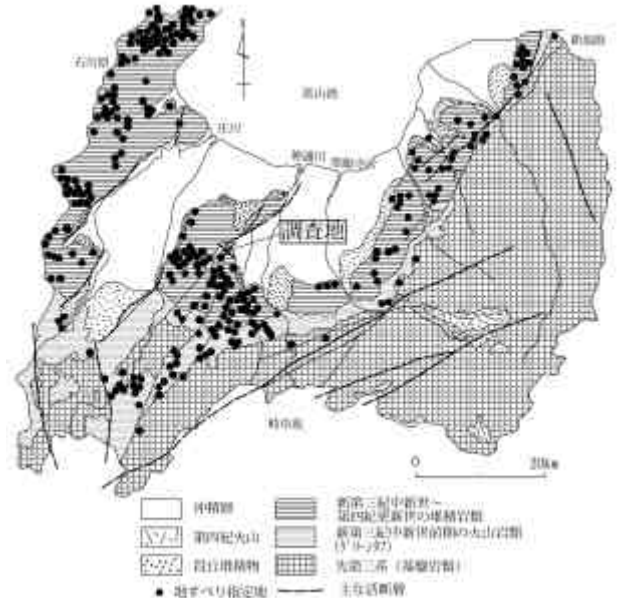 石川県
新潟県
富山湾
庄川
神通川
常願寺川
調査地
岐阜県
0 20km
沖積層
第四紀火山
段丘堆積物
地すべり指定地
新第三紀中新世～
第四紀更新世の堆積岩類
新第三紀中新世前期の火山岩類
(ｸﾞﾘｰﾝﾀﾌ)
先第三系 (基盤岩類)
主な活断層